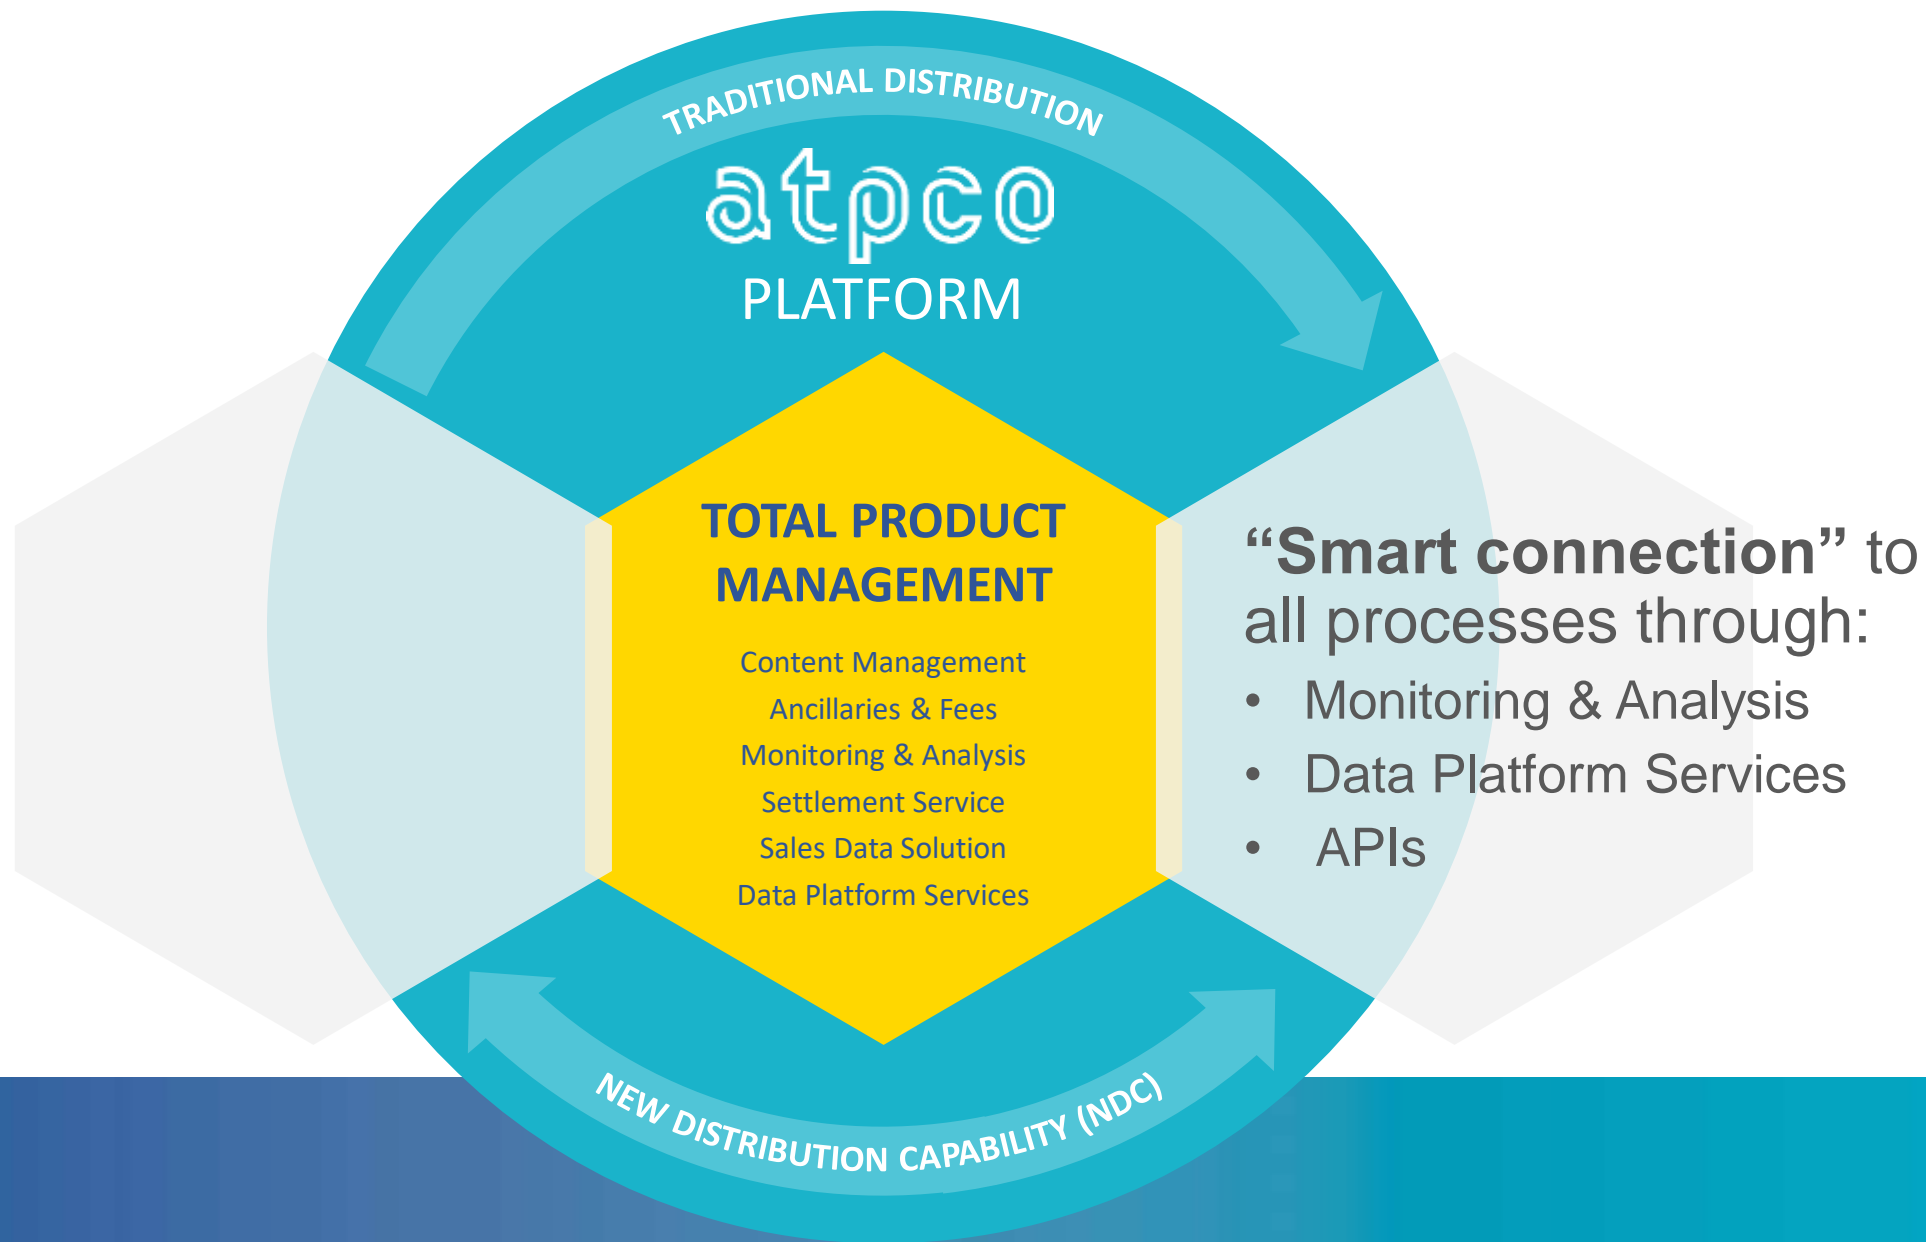 TRADITIONAL DISTRIBUTION
atpco
PLATFORM
TOTAL PRODUCT
MANAGEMENT
Content Management
Ancillaries & Fees
Monitoring & Analysis
Settlement Service
Sales Data Solution
Data Platform Services
“Smart connection” to
all processes through:
• Monitoring & Analysis
• Data Platform Services
• APIs
NEW DISTRIBUTION CAPABILITY (NDC)